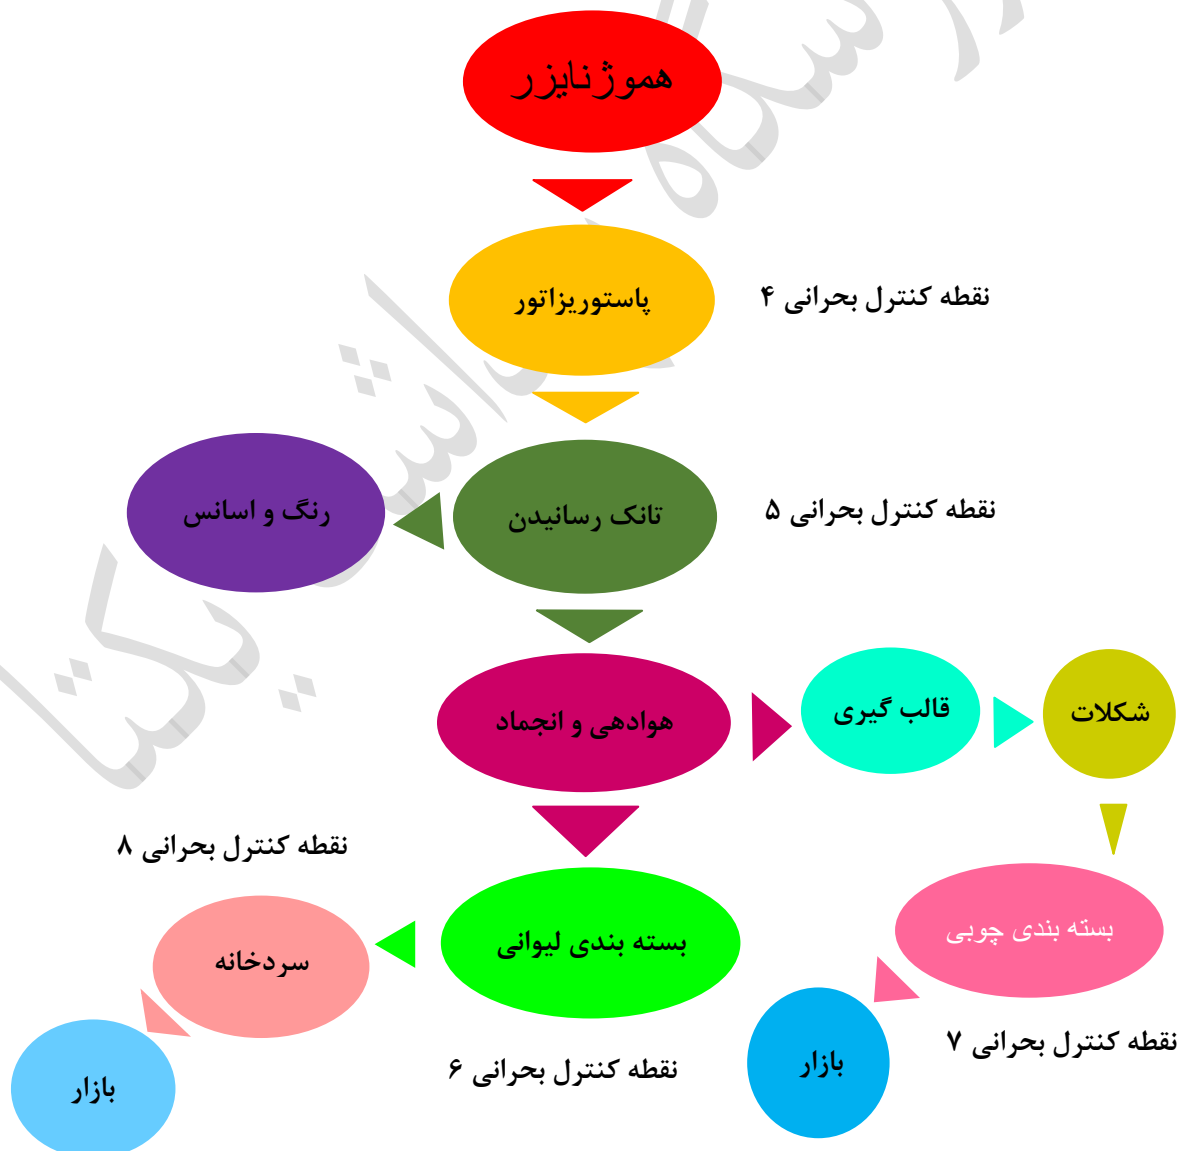 هموژنایزر
پاستوریزاتور
نقطه کنترل بحرانی ۴
تانک رسانیدن
رنگ و اسانس
نقطه کنترل بحرانی ۵
هوادهی و انجماد
قالب گیری
شکلات
نقطه کنترل بحرانی ۸
بسته بندی لیوانی
سردخانه
بسته بندی چوبی
نقطه کنترل بحرانی ۷
نقطه کنترل بحرانی ۶
بازار
بازار